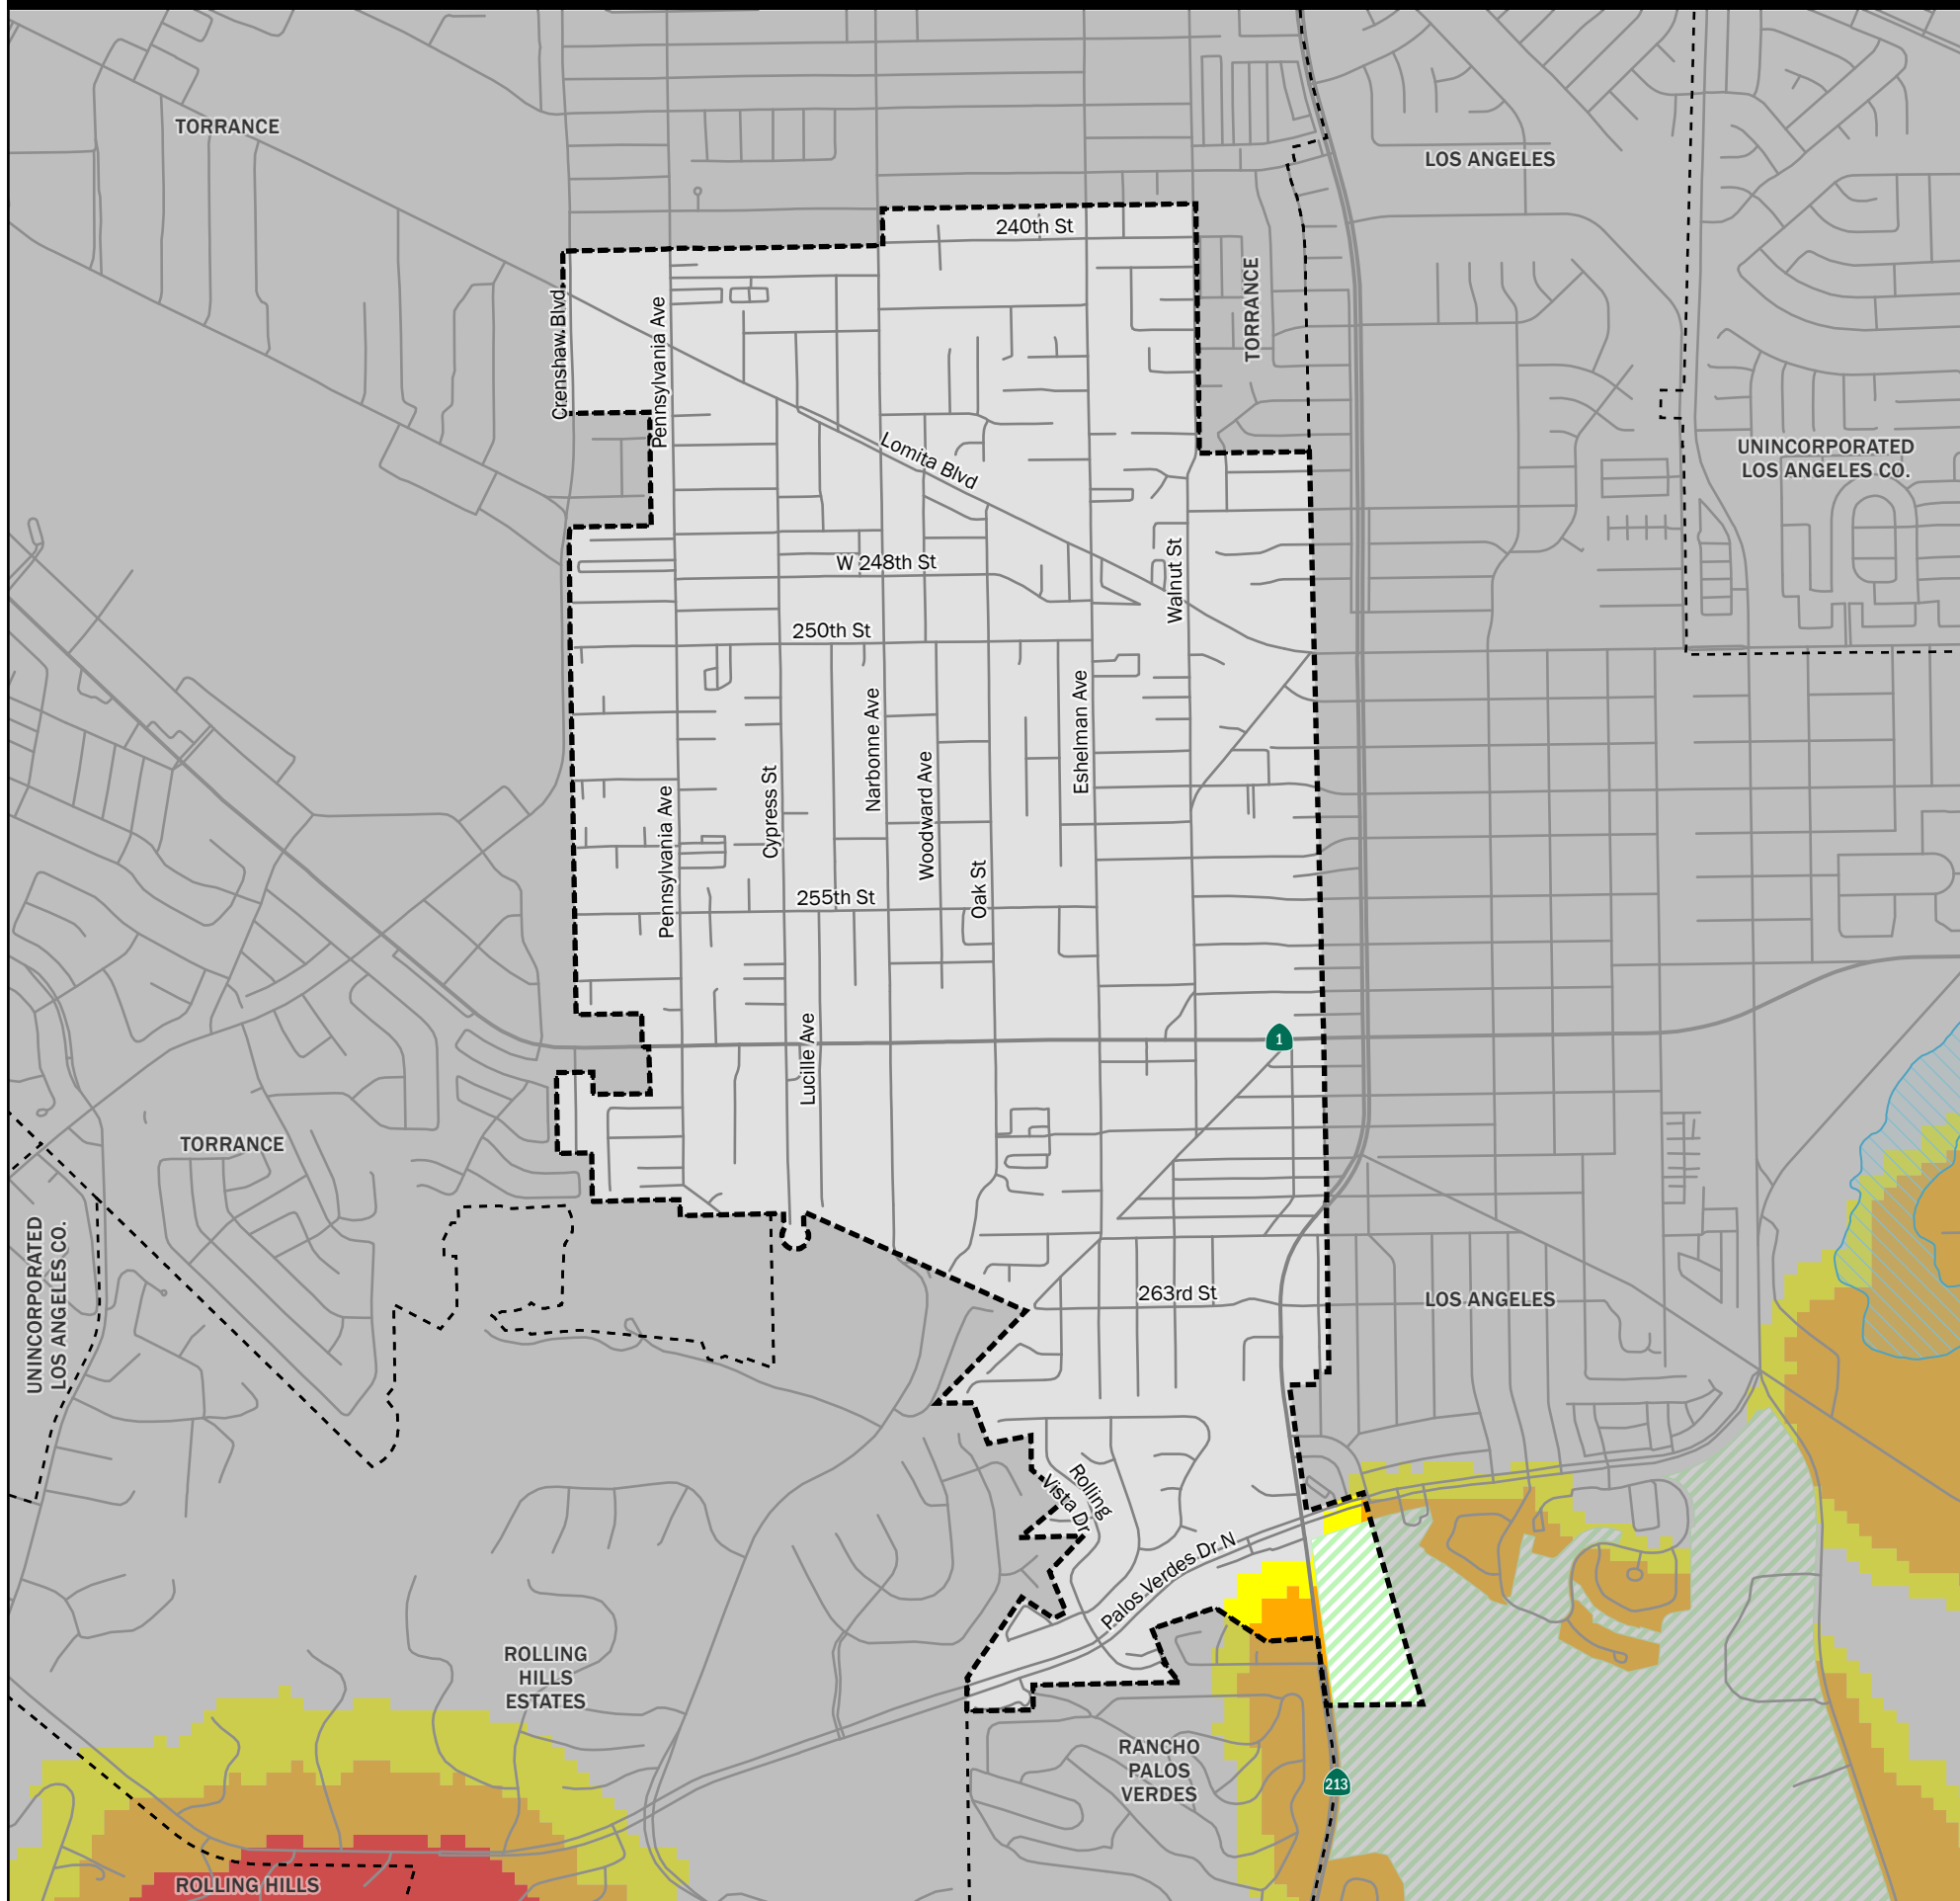 TORRANCE
LOS ANGELES
240th St
TORRANCE
Crenshaw Blvd
Pennsylvania Ave
Lomita Blvd
UNINCORPORATED
LOS ANGELES CO.
W 248th St
Walnut St
250th St
Narbonne Ave
Eshelman Ave
Woodward Ave
Cypress St
Pennsylvania Ave
255th St
Oak St
Lucille Ave
1
TORRANCE
UNINCORPORATED
LOS ANGELES CO.
263rd St
LOS ANGELES
Rolling
Vista Dr
Palos Verdes Dr N
ROLLING
HILLS
ESTATES
RANCHO
PALOS
VERDES
213
ROLLING HILLS